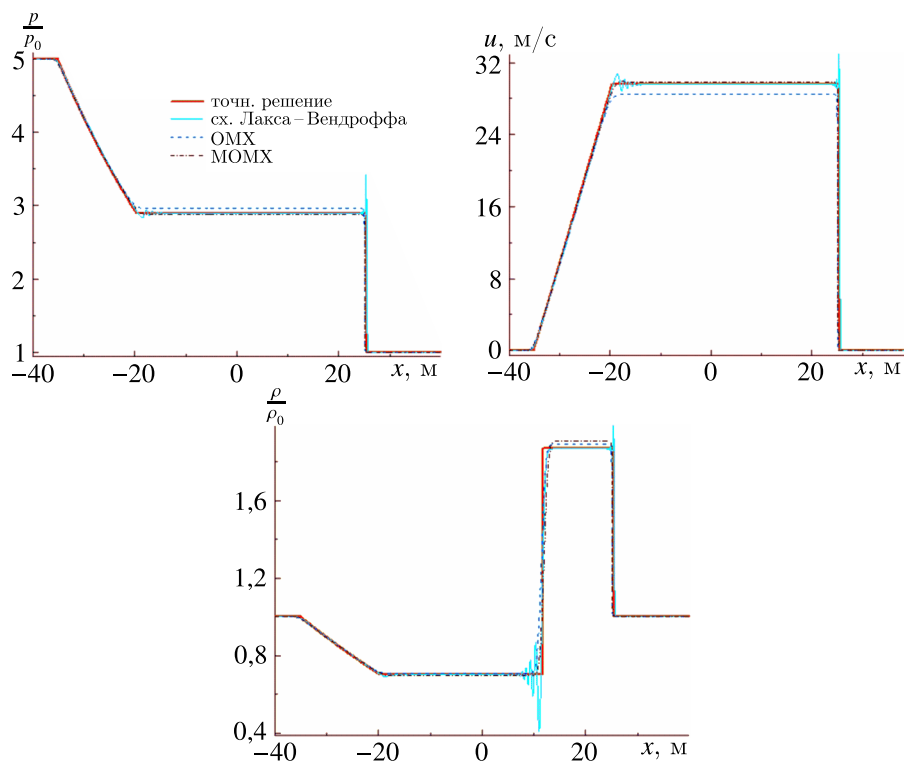 p/p₀
u, м/с
5
4
3
2
1
точн. решение
сх. Лакса–Вендроффа
ОМХ
МОМХ
−40 −20 0 20 x, м
32
24
16
8
0
−40 −20 0 20 x, м
ρ/ρ₀
1,6
1,2
0,8
0,4
−40 −20 0 20 x, м